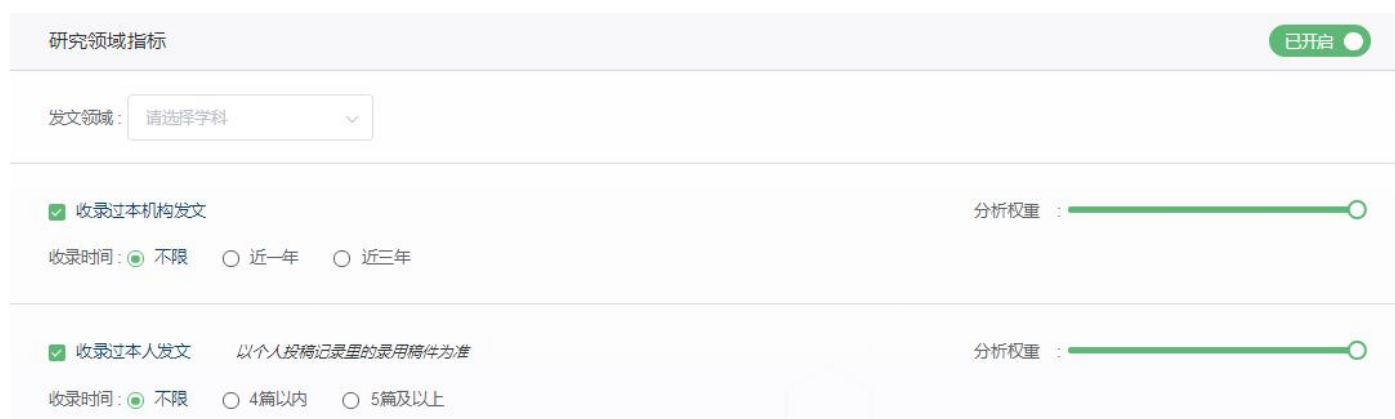 研究领域指标 已开启
发文领域 : 请选择学科
收录过本机构发文 分析权重 :
收录时间 : 不限 近一年 近三年
收录过本人发文 以个人投稿记录里的录用稿件为准 分析权重 :
收录时间 : 不限 4篇以内 5篇及以上